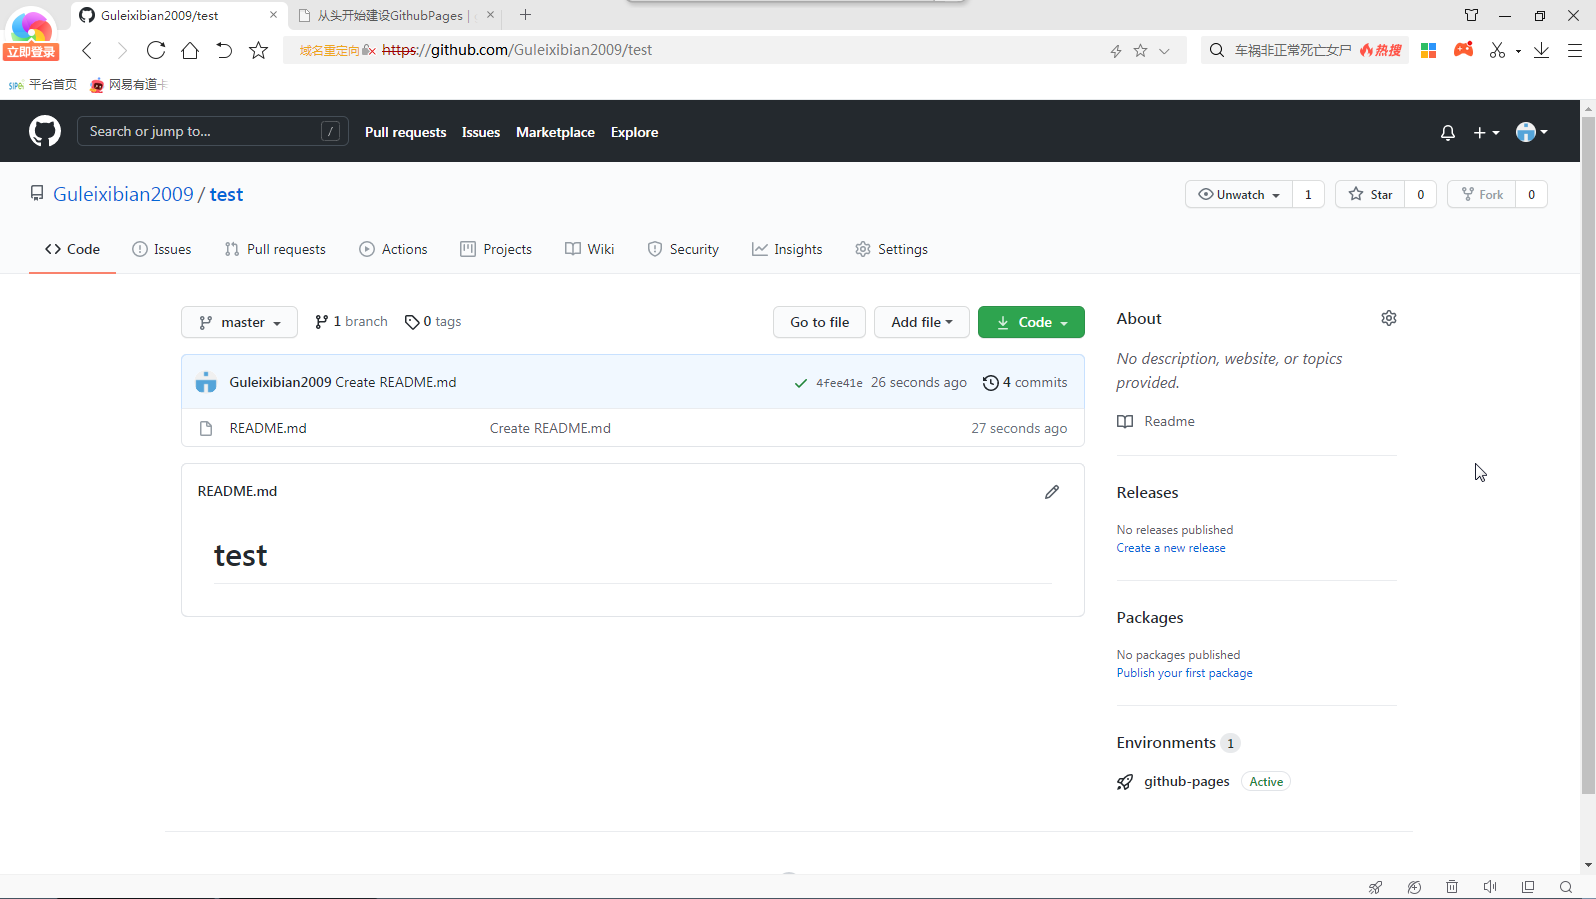 Guleixibian2009/test
从头开始建设GithubPages |
立即登录
域名重定向 https://github.com/Guleixibian2009/test
车祸非正常死亡女尸 热搜
平台首页 网易有道卡
Search or jump to... /
Pull requests Issues Marketplace Explore
Guleixibian2009 / test
Unwatch 1 Star 0 Fork 0
Code Issues Pull requests Actions Projects Wiki Security Insights Settings
master 1 branch 0 tags Go to file Add file Code
Guleixibian2009 Create README.md 4fee41e 26 seconds ago 4 commits
README.md Create README.md 27 seconds ago
README.md
test
About
No description, website, or topics
provided.
Readme
Releases
No releases published
Create a new release
Packages
No packages published
Publish your first package
Environments 1
github-pages Active